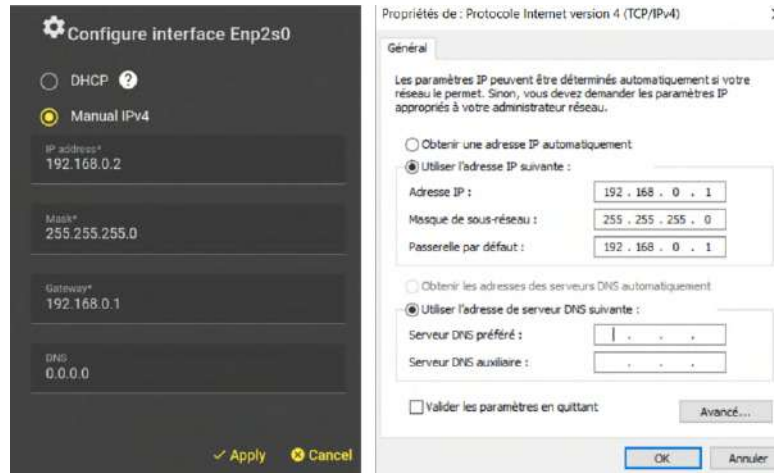 Configure interface Enp2s0
DHCP ?
Manual IPv4
IP address*
192.168.0.2
Mask*
255.255.255.0
Gateway*
192.168.0.1
DNS
0.0.0.0
Apply Cancel
Propriétés de : Protocole Internet version 4 (TCP/IPv4)
Général
Les paramètres IP peuvent être déterminés automatiquement si votre
réseau le permet. Sinon, vous devez demander les paramètres IP
appropriés à votre administrateur réseau.
Obtenir une adresse IP automatiquement
Utiliser l'adresse IP suivante :
Adresse IP : 192 . 168 . 0 . 1
Masque de sous-réseau : 255 . 255 . 255 . 0
Passerelle par défaut : 192 . 168 . 0 . 1
Obtenir les adresses des serveurs DNS automatiquement
Utiliser l'adresse de serveur DNS suivante :
Serveur DNS préféré : . . .
Serveur DNS auxiliaire : . . .
Valider les paramètres en quittant
Avancé...
OK Annuler